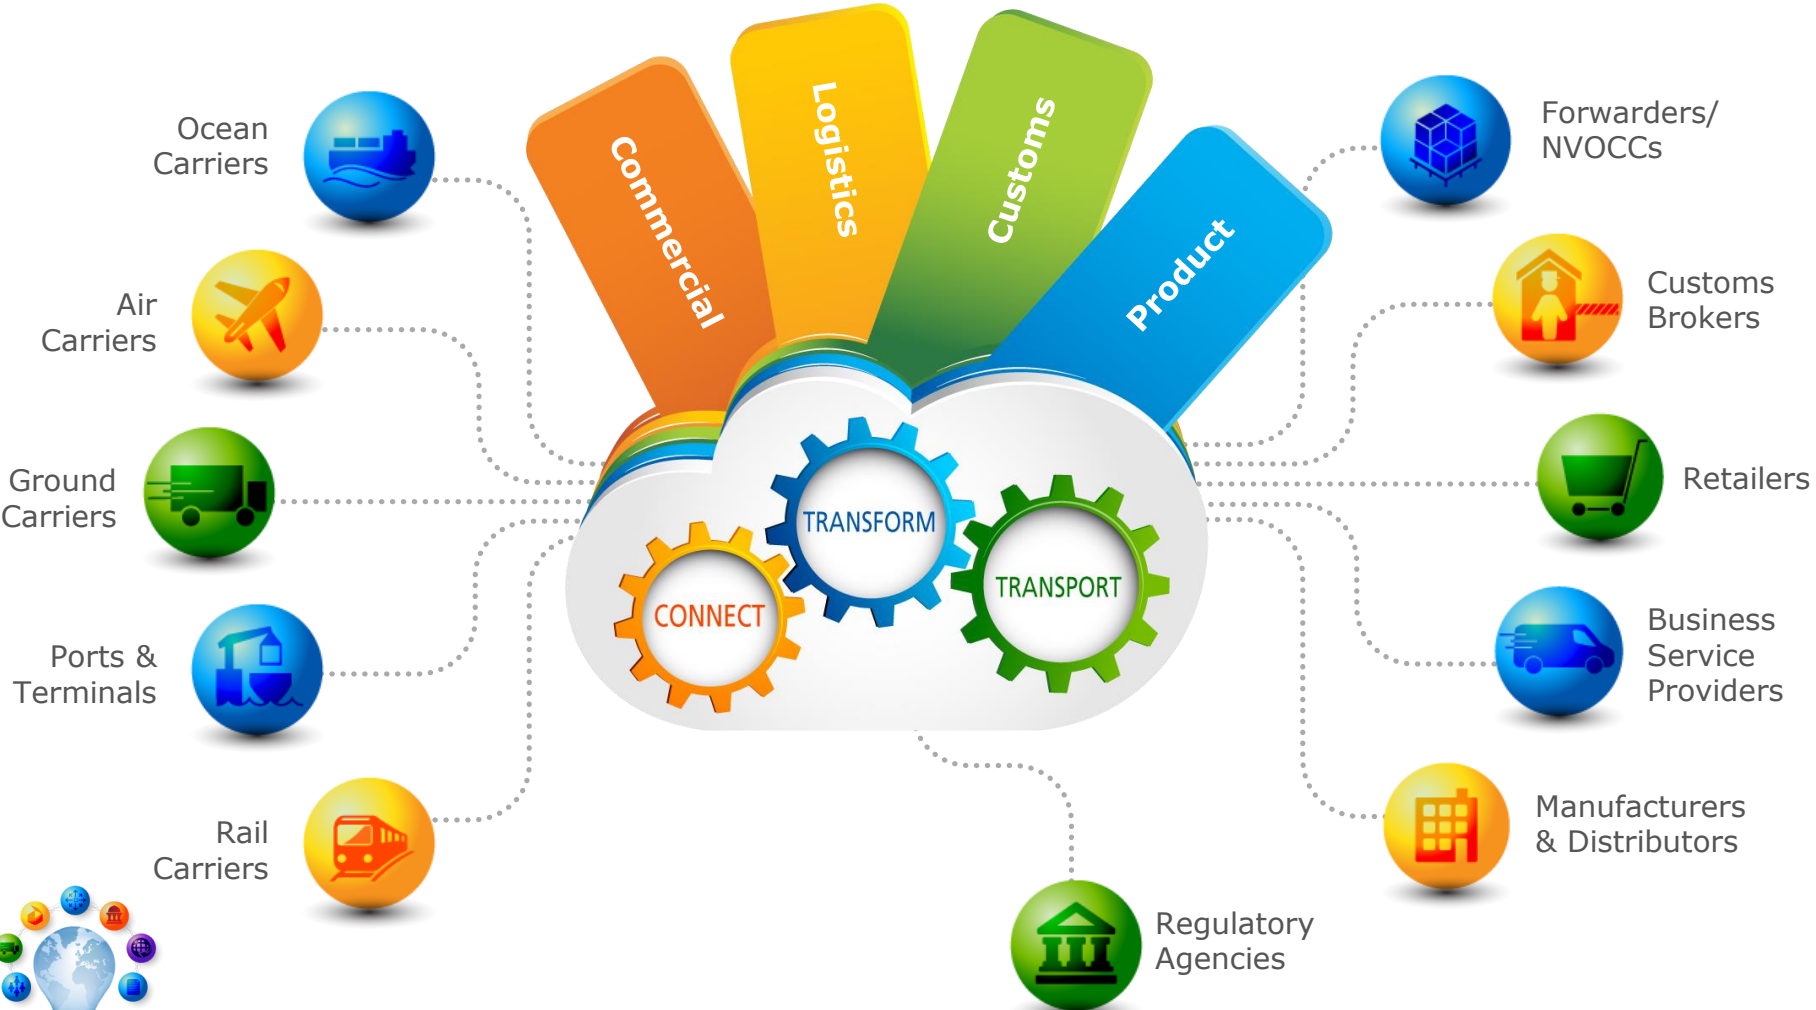 Commercial
Logistics
Customs
Product
Ocean
Carriers
Air
Carriers
Ground
Carriers
Ports &
Terminals
Rail
Carriers
CONNECT
TRANSFORM
TRANSPORT
Forwarders/
NVOCCs
Customs
Brokers
Retailers
Business
Service
Providers
Manufacturers
& Distributors
Regulatory
Agencies